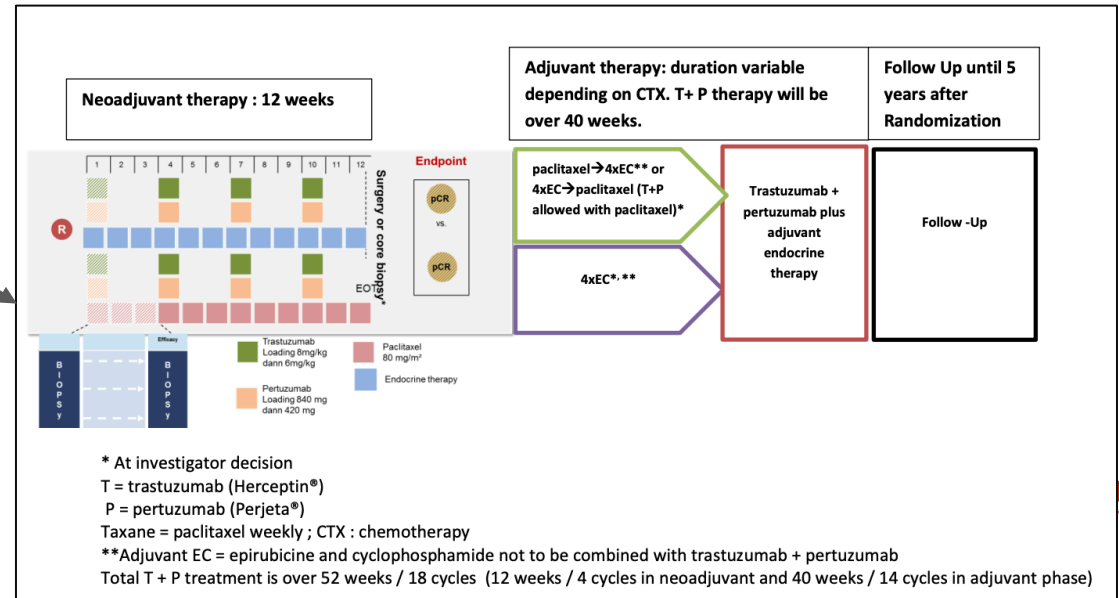 Neoadjuvant therapy : 12 weeks
Adjuvant therapy: duration variable
depending on CTX. T+ P therapy will be
over 40 weeks.
Follow Up until 5
years after
Randomization
1 2 3 4 5 6 7 8 9 10 11 12
R
Surgery or core biopsy*
EOT
Endpoint
pCR
vs.
pCR
paclitaxel→4xEC** or
4xEC→paclitaxel (T+P
allowed with paclitaxel)*
4xEC*,**
Trastuzumab +
pertuzumab plus
adjuvant
endocrine
therapy
Follow -Up
BIOPSy
Efficacy
BIOPSy
Trastuzumab
Loading 8mg/kg
dann 6mg/kg
Pertuzumab
Loading 840 mg
dann 420 mg
Paclitaxel
80 mg/m²
Endocrine therapy
* At investigator decision
T = trastuzumab (Herceptin®)
P = pertuzumab (Perjeta®)
Taxane = paclitaxel weekly ; CTX : chemotherapy
**Adjuvant EC = epirubicine and cyclophosphamide not to be combined with trastuzumab + pertuzumab
Total T + P treatment is over 52 weeks / 18 cycles (12 weeks / 4 cycles in neoadjuvant and 40 weeks / 14 cycles in adjuvant phase)